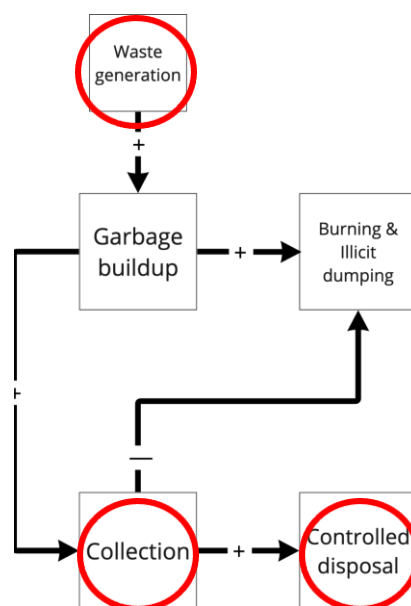 Waste
generation
+
Garbage
buildup
+
Burning &
Illicit
dumping
+
—
Collection
+
Controlled
disposal